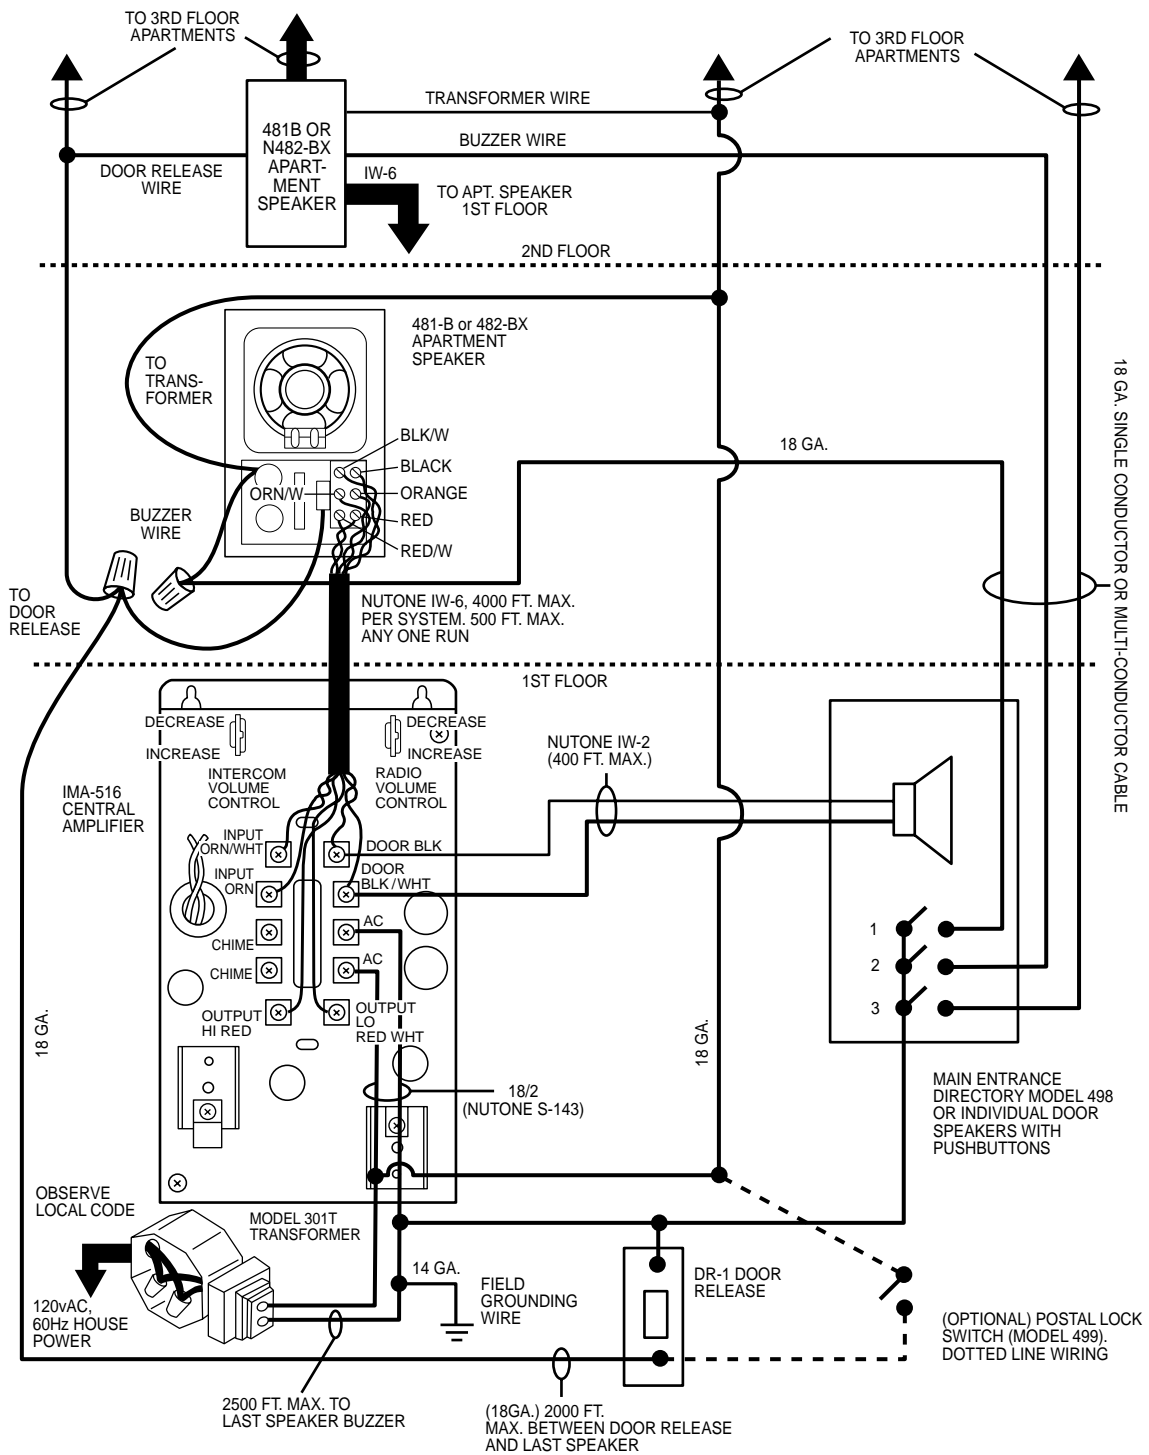 TO 3RD FLOOR
APARTMENTS
TO 3RD FLOOR
APARTMENTS
TRANSFORMER WIRE
481B OR
N482-BX
APART-
MENT
SPEAKER
BUZZER WIRE
DOOR RELEASE
WIRE
IW-6
TO APT. SPEAKER
1ST FLOOR
2ND FLOOR
481-B or 482-BX
APARTMENT
SPEAKER
TO
TRANS-
FORMER
BLK/W
BLACK
ORN/W
ORANGE
RED
RED/W
18 GA.
18 GA. SINGLE CONDUCTOR OR MULTI-CONDUCTOR CABLE
BUZZER
WIRE
TO
DOOR
RELEASE
NUTONE IW-6, 4000 FT. MAX.
PER SYSTEM. 500 FT. MAX.
ANY ONE RUN
1ST FLOOR
DECREASE
INCREASE
DECREASE
INCREASE
INTERCOM
VOLUME
CONTROL
RADIO
VOLUME
CONTROL
NUTONE IW-2
(400 FT. MAX.)
IMA-516
CENTRAL
AMPLIFIER
INPUT
ORN/WHT
DOOR BLK
INPUT
ORN
DOOR
BLK/WHT
CHIME
AC
CHIME
AC
OUTPUT
HI RED
OUTPUT
LO
RED WHT
1
2
3
18 GA.
18 GA.
18/2
(NUTONE S-143)
MAIN ENTRANCE
DIRECTORY MODEL 498
OR INDIVIDUAL DOOR
SPEAKERS WITH
PUSHBUTTONS
OBSERVE
LOCAL CODE
MODEL 301T
TRANSFORMER
14 GA.
FIELD
GROUNDING
WIRE
DR-1 DOOR
RELEASE
120vAC,
60Hz HOUSE
POWER
(OPTIONAL) POSTAL LOCK
SWITCH (MODEL 499).
DOTTED LINE WIRING
2500 FT. MAX. TO
LAST SPEAKER BUZZER
(18GA.) 2000 FT.
MAX. BETWEEN DOOR RELEASE
AND LAST SPEAKER